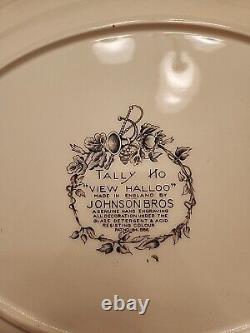 TALLY HO
"VIEW HALLOO"
MADE IN ENGLAND BY
JOHNSON BROS
A GENUINE HAND ENGRAVING
ALL DECORATION UNDER THE
GLAZE DETERGENT & ACID
RESISTING COLOUR